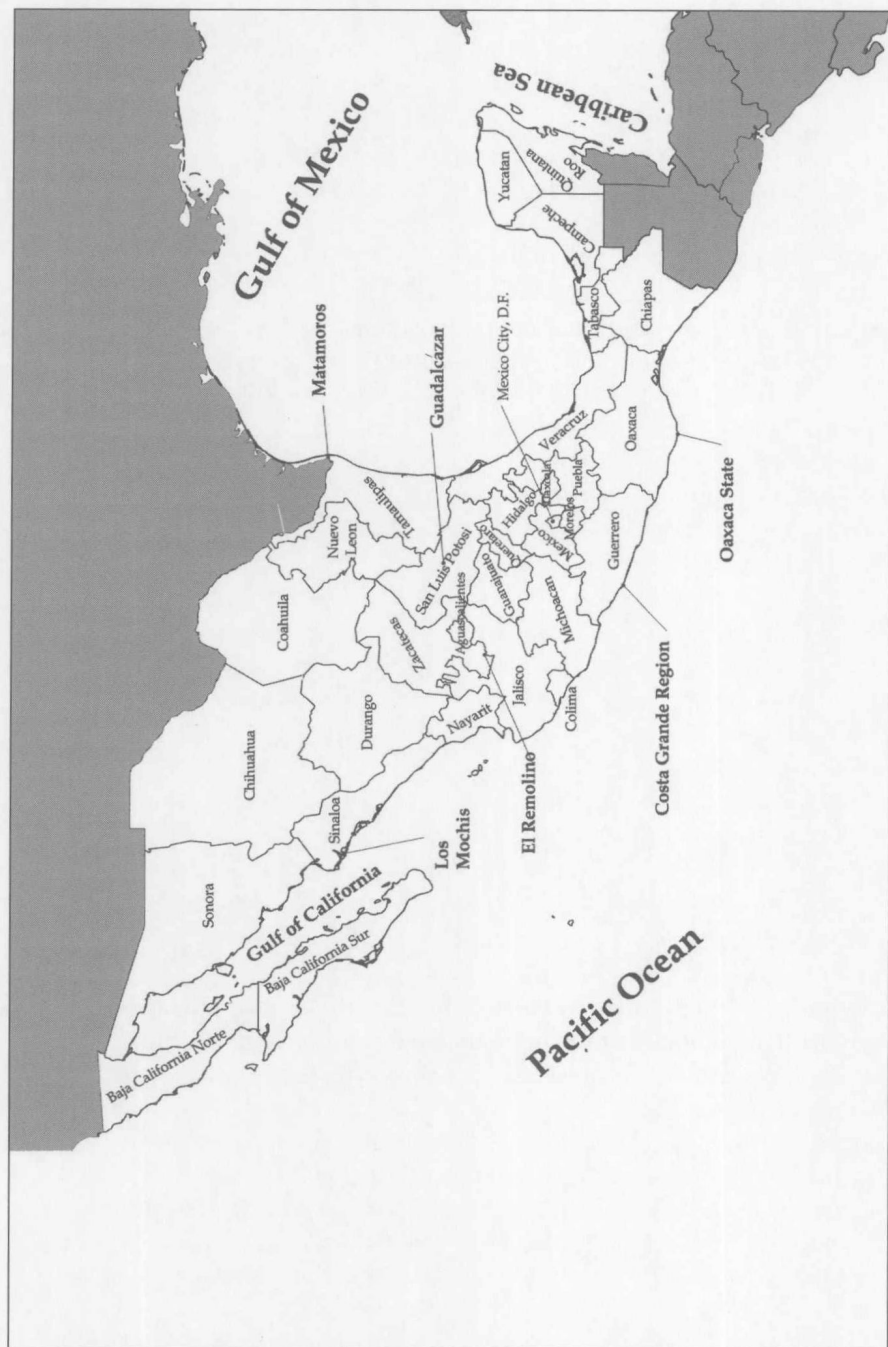 Gulf of Mexico
Caribbean Sea
Pacific Ocean
Gulf of California
Baja California Norte
Baja California Sur
Sonora
Chihuahua
Coahuila
Nuevo
Leon
Tamaulipas
Sinaloa
Durango
Zacatecas
San Luis Potosi
Nayarit
Aguascalientes
Jalisco
Guanajuato
Queretaro
Hidalgo
Colima
Michoacan
Mexico
Morelos
Tlaxcala
Puebla
Veracruz
Guerrero
Oaxaca
Tabasco
Chiapas
Campeche
Yucatan
Quintana
Roo
Matamoros
Guadalcázar
Mexico City, D.F.
Los
Mochis
El Remolino
Costa Grande Region
Oaxaca State